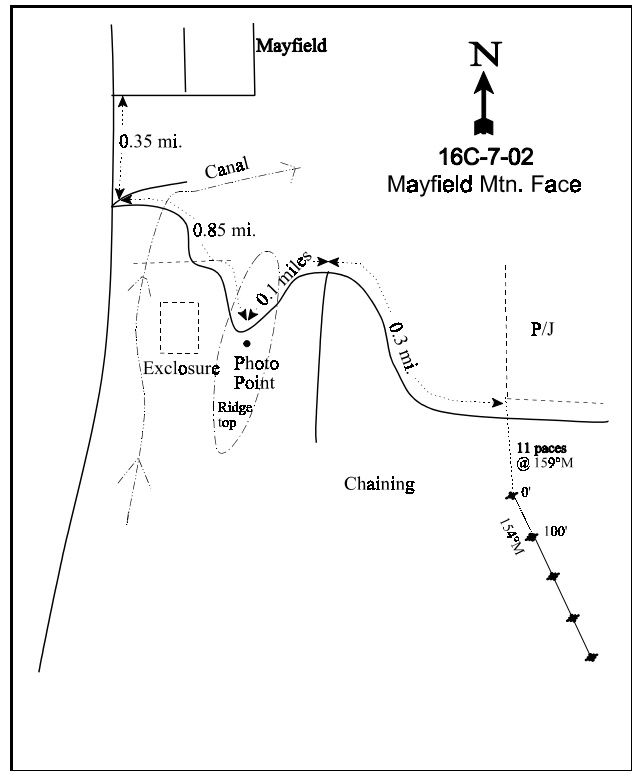 Mayfield
N
0.35 mi.
16C-7-02
Mayfield Mtn. Face
Canal
0.85 mi.
0.1 miles
0.3 mi.
P/J
Exclosure
Photo
Point
Ridge
top
11 paces
@ 159°M
Chaining
0'
100'
154°M